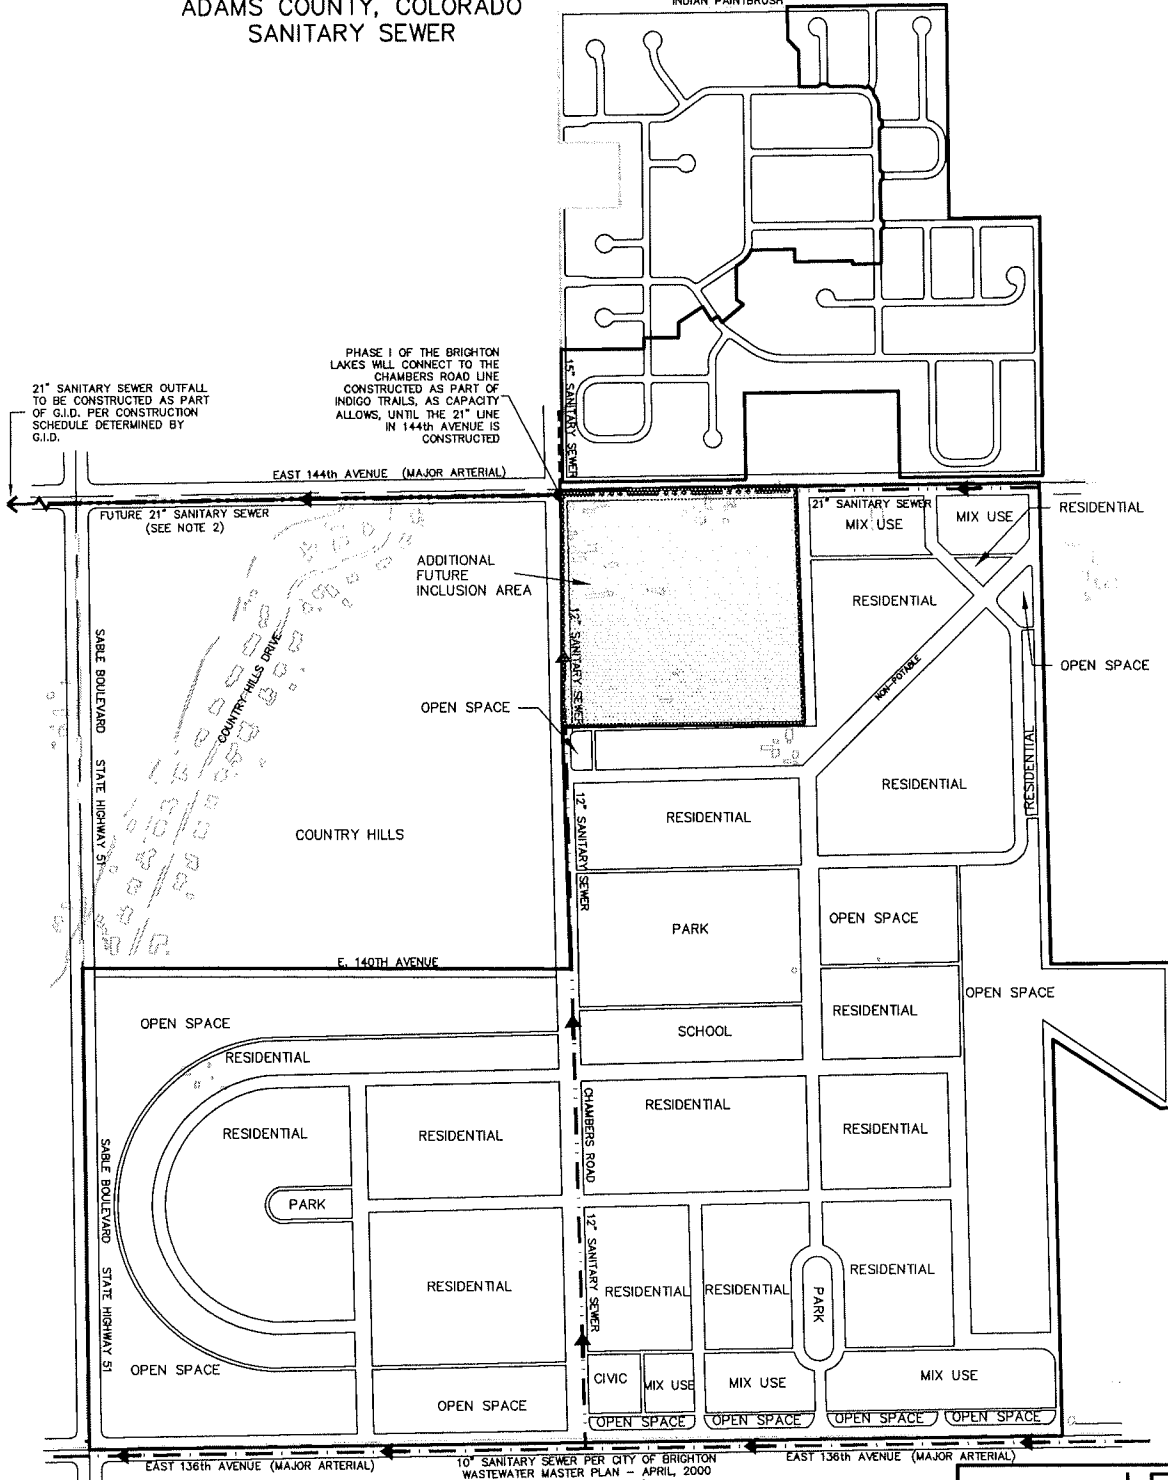 ADAMS COUNTY, COLORADO
SANITARY SEWER
INDIAN PAINTBRUSH
PHASE I OF THE BRIGHTON
LAKES WILL CONNECT TO THE
CHAMBERS ROAD LINE
CONSTRUCTED AS PART OF
INDIGO TRAILS, AS CAPACITY
ALLOWS, UNTIL THE 21" LINE
IN 144th AVENUE IS
CONSTRUCTED
21" SANITARY SEWER OUTFALL
TO BE CONSTRUCTED AS PART
OF G.I.D. PER CONSTRUCTION
SCHEDULE DETERMINED BY
G.I.D.
15" SANITARY SEWER
EAST 144th AVENUE (MAJOR ARTERIAL)
FUTURE 21" SANITARY SEWER
(SEE NOTE 2)
21" SANITARY SEWER
MIX USE
MIX USE
RESIDENTIAL
ADDITIONAL
FUTURE
INCLUSION AREA
RESIDENTIAL
12" SANITARY SEWER
SABLE BOULEVARD STATE HIGHWAY 51
COUNTRY HILLS DRIVE
NON-POTABLE
OPEN SPACE
OPEN SPACE
RESIDENTIAL
RESIDENTIAL
12" SANITARY SEWER
RESIDENTIAL
COUNTRY HILLS
PARK
OPEN SPACE
E. 140TH AVENUE
OPEN SPACE
RESIDENTIAL
OPEN SPACE
SCHOOL
RESIDENTIAL
CHAMBERS ROAD
RESIDENTIAL
RESIDENTIAL
RESIDENTIAL
RESIDENTIAL
SABLE BOULEVARD STATE HIGHWAY 51
PARK
12" SANITARY SEWER
RESIDENTIAL
RESIDENTIAL
RESIDENTIAL
RESIDENTIAL
PARK
OPEN SPACE
CIVIC
MIX USE
MIX USE
MIX USE
OPEN SPACE
OPEN SPACE
OPEN SPACE
OPEN SPACE
OPEN SPACE
EAST 136th AVENUE (MAJOR ARTERIAL)
10" SANITARY SEWER PER CITY OF BRIGHTON
WASTEWATER MASTER PLAN - APRIL, 2000
EAST 136th AVENUE (MAJOR ARTERIAL)